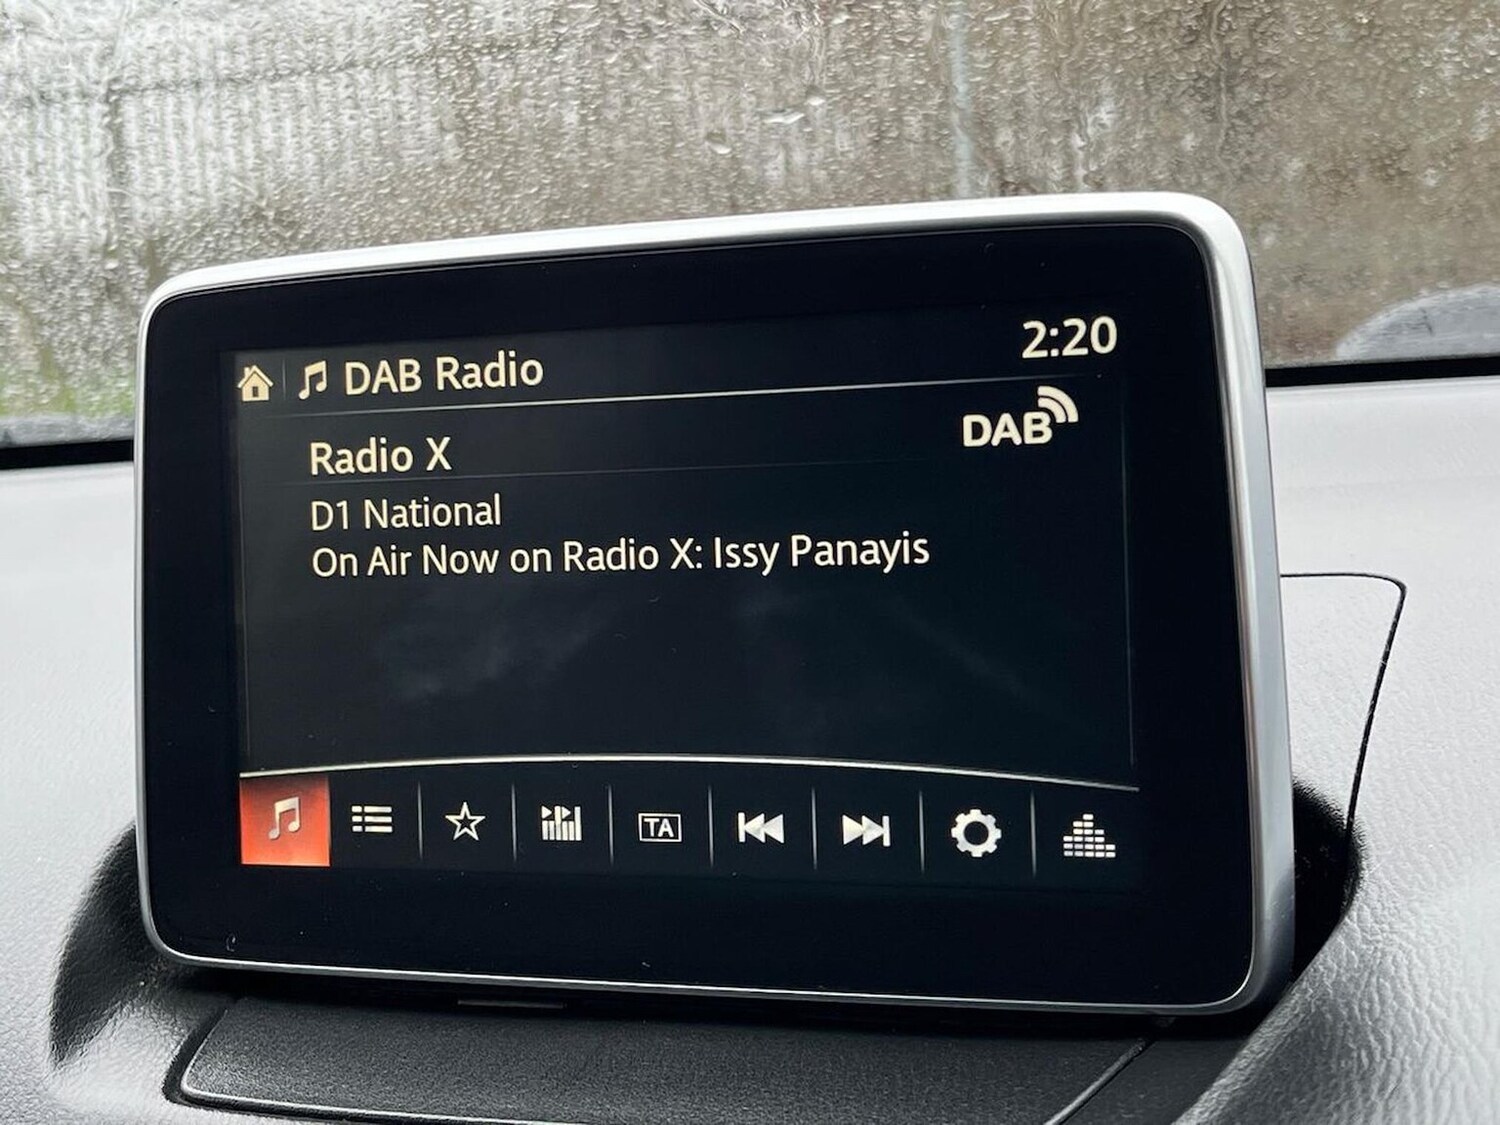 DAB Radio
2:20
Radio X
DAB
D1 National
On Air Now on Radio X: Issy Panayis
TA